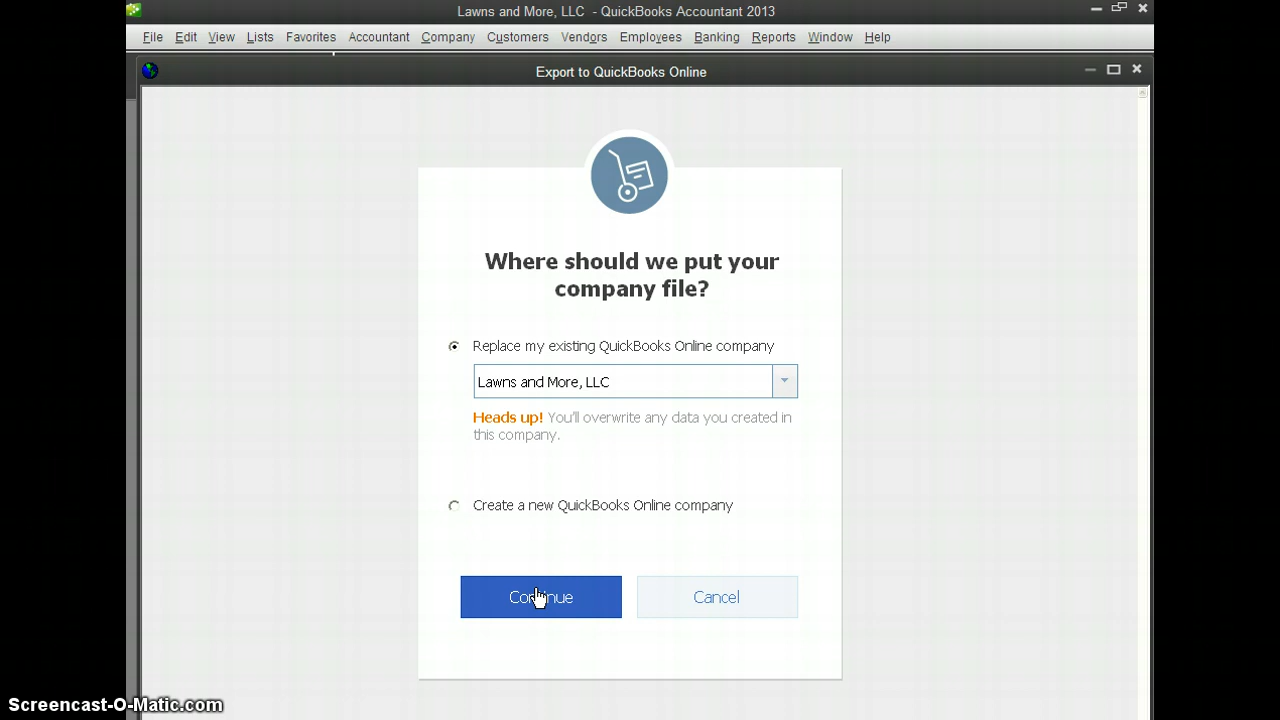 Lawns and More, LLC - QuickBooks Accountant 2013
File Edit View Lists Favorites Accountant Company Customers Vendors Employees Banking Reports Window Help
Export to QuickBooks Online
Where should we put your
company file?
Replace my existing QuickBooks Online company
Lawns and More, LLC
Heads up! You'll overwrite any data you created in
this company.
Create a new QuickBooks Online company
Continue Cancel
Screencast-O-Matic.com